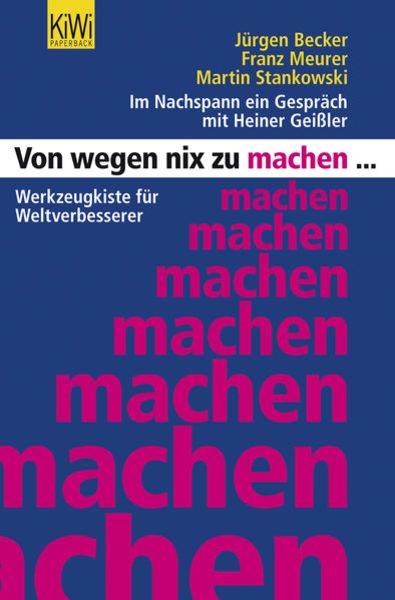 KiWi
PAPERBACK
Jürgen Becker
Franz Meurer
Martin Stankowski
Im Nachspann ein Gespräch
mit Heiner Geißler
Von wegen nix zu machen ...
Werkzeugkiste für
Weltverbesserer
machen
machen
machen
machen
machen
machen
achen